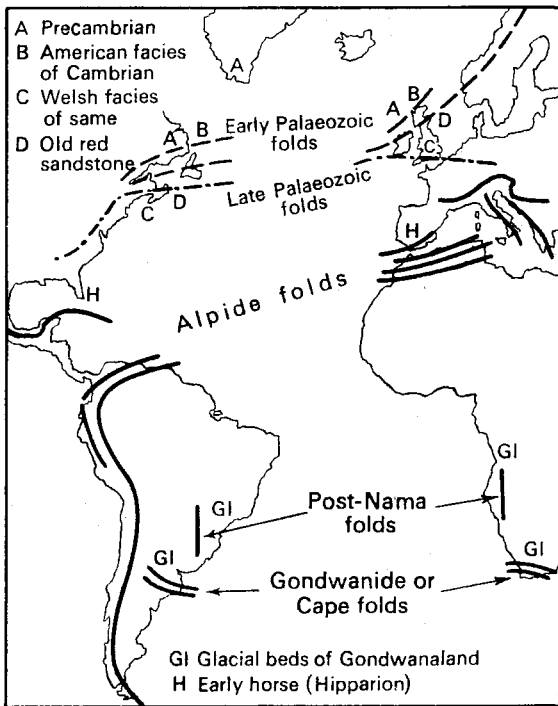 A Precambrian
B American facies
of Cambrian
C Welsh facies
of same
D Old red
sandstone
A
A
B
D
C
A
B
Early Palaeozoic
folds
Late Palaeozoic
folds
C
D
H
H
Alpide folds
GI
GI
GI
GI
Post-Nama
folds
Gondwanide or
Cape folds
GI Glacial beds of Gondwanaland
H Early horse (Hipparion)